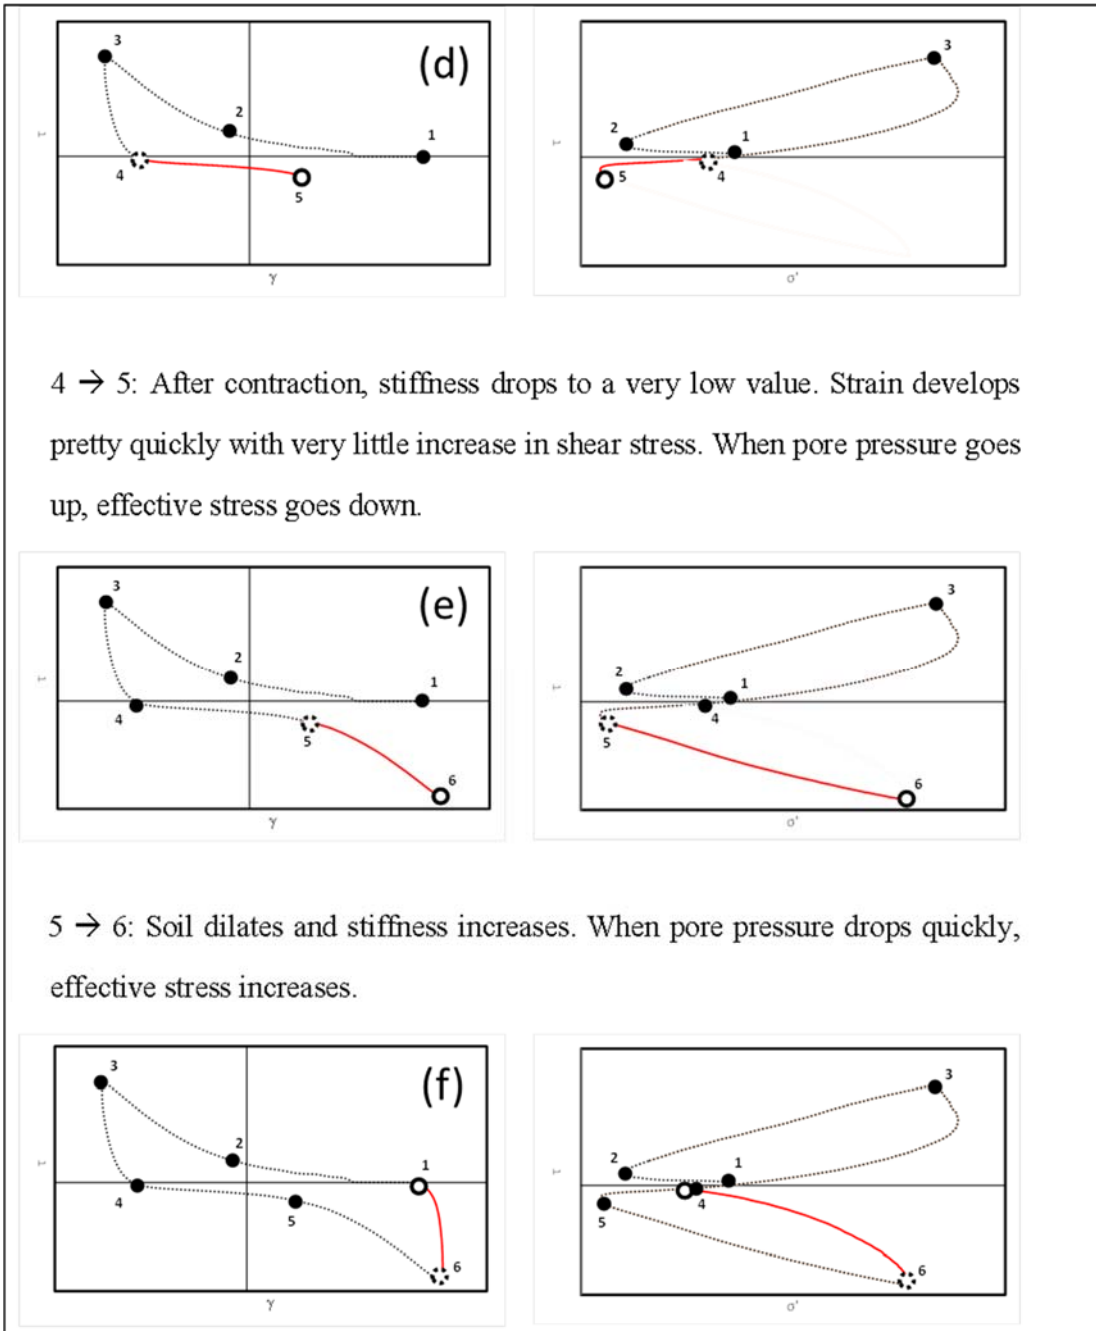 3
(d)
3
2
1
2
1
τ
4
5
τ
5
4
γ
σ'
4 → 5: After contraction, stiffness drops to a very low value. Strain develops
pretty quickly with very little increase in shear stress. When pore pressure goes
up, effective stress goes down.
3
(e)
3
2
1
2
1
τ
4
5
6
τ
4
5
6
γ
σ'
5 → 6: Soil dilates and stiffness increases. When pore pressure drops quickly,
effective stress increases.
3
(f)
3
2
1
2
1
τ
4
5
6
τ
4
5
6
γ
σ'